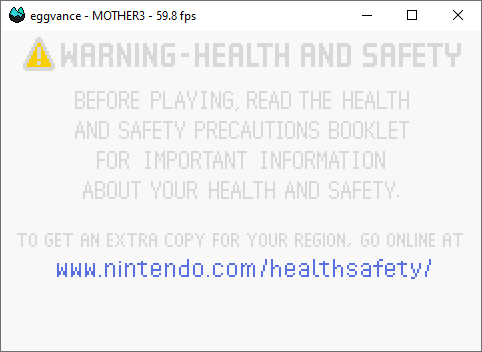 eggvance - MOTHER3 - 59.8 fps
WARNING-HEALTH AND SAFETY
BEFORE PLAYING, READ THE HEALTH
AND SAFETY PRECAUTIONS BOOKLET
FOR IMPORTANT INFORMATION
ABOUT YOUR HEALTH AND SAFETY.
TO GET AN EXTRA COPY FOR YOUR REGION, GO ONLINE AT
www.nintendo.com/healthsafety/